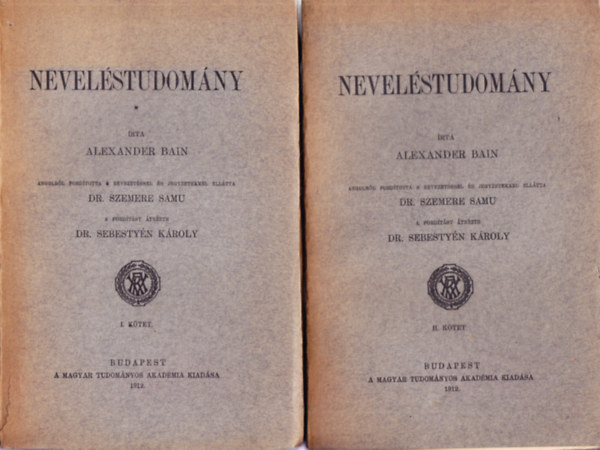 NEVELÉSTUDOMÁNY
*
ÍRTA
ALEXANDER BAIN
ANGOLBÓL FORDÍTOTTA S BEVEZETÉSSEL ÉS JEGYZETEKKEL ELLÁTTA
DR. SZEMERE SAMU
A FORDÍTÁST ÁTNÉZTE
DR. SEBESTYÉN KÁROLY
I. KÖTET.
BUDAPEST
A MAGYAR TUDOMÁNYOS AKADÉMIA KIADÁSA
1912.
NEVELÉSTUDOMÁNY
ÍRTA
ALEXANDER BAIN
ANGOLBÓL FORDÍTOTTA S BEVEZETÉSSEL ÉS JEGYZETEKKEL ELLÁTTA
DR. SZEMERE SAMU
A FORDÍTÁST ÁTNÉZTE
DR. SEBESTYÉN KÁROLY
II. KÖTET
BUDAPEST
A MAGYAR TUDOMÁNYOS AKADÉMIA KIADÁSA
1912.